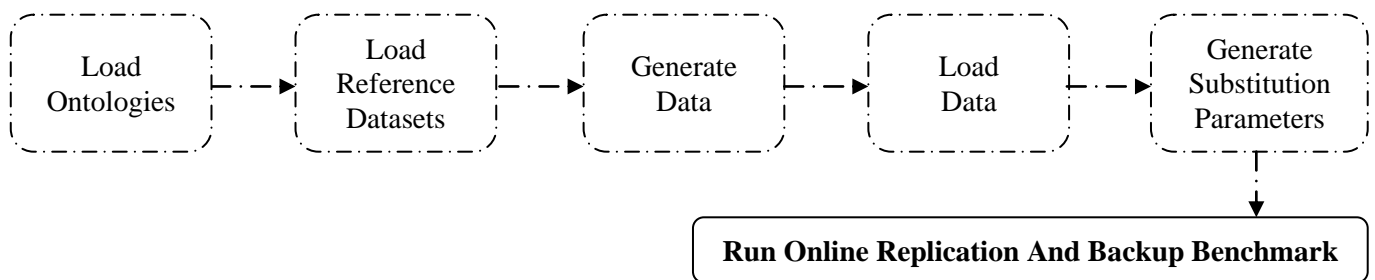 Load
Ontologies
Load
Reference
Datasets
Generate
Data
Load
Data
Generate
Substitution
Parameters
Run Online Replication And Backup Benchmark